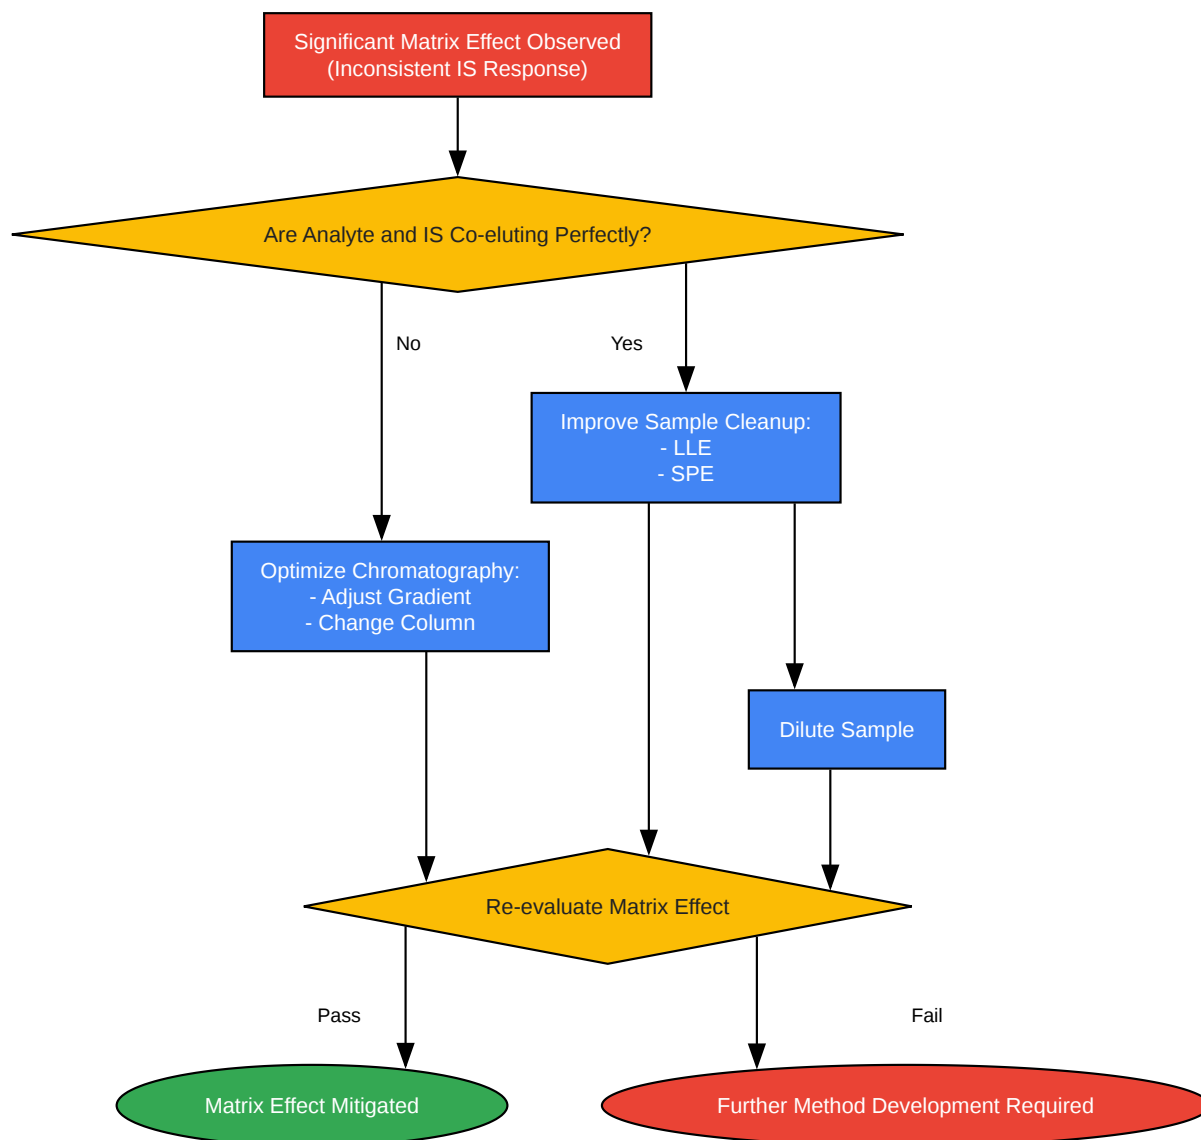 Significant Matrix Effect Observed
(Inconsistent IS Response)
Are Analyte and IS Co-eluting Perfectly?
No
Yes
Improve Sample Cleanup:
- LLE
- SPE
Optimize Chromatography:
- Adjust Gradient
- Change Column
Dilute Sample
Re-evaluate Matrix Effect
Pass
Fail
Matrix Effect Mitigated
Further Method Development Required